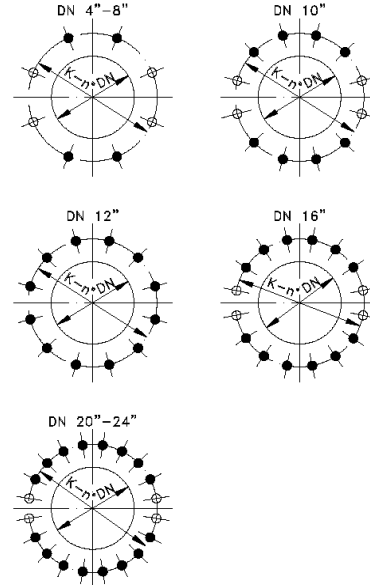 DN 4"-8"
K-n*DN
DN 10"
K-n*DN
DN 12"
K-n*DN
DN 16"
K-n*DN
DN 20"-24"
K-n*DN